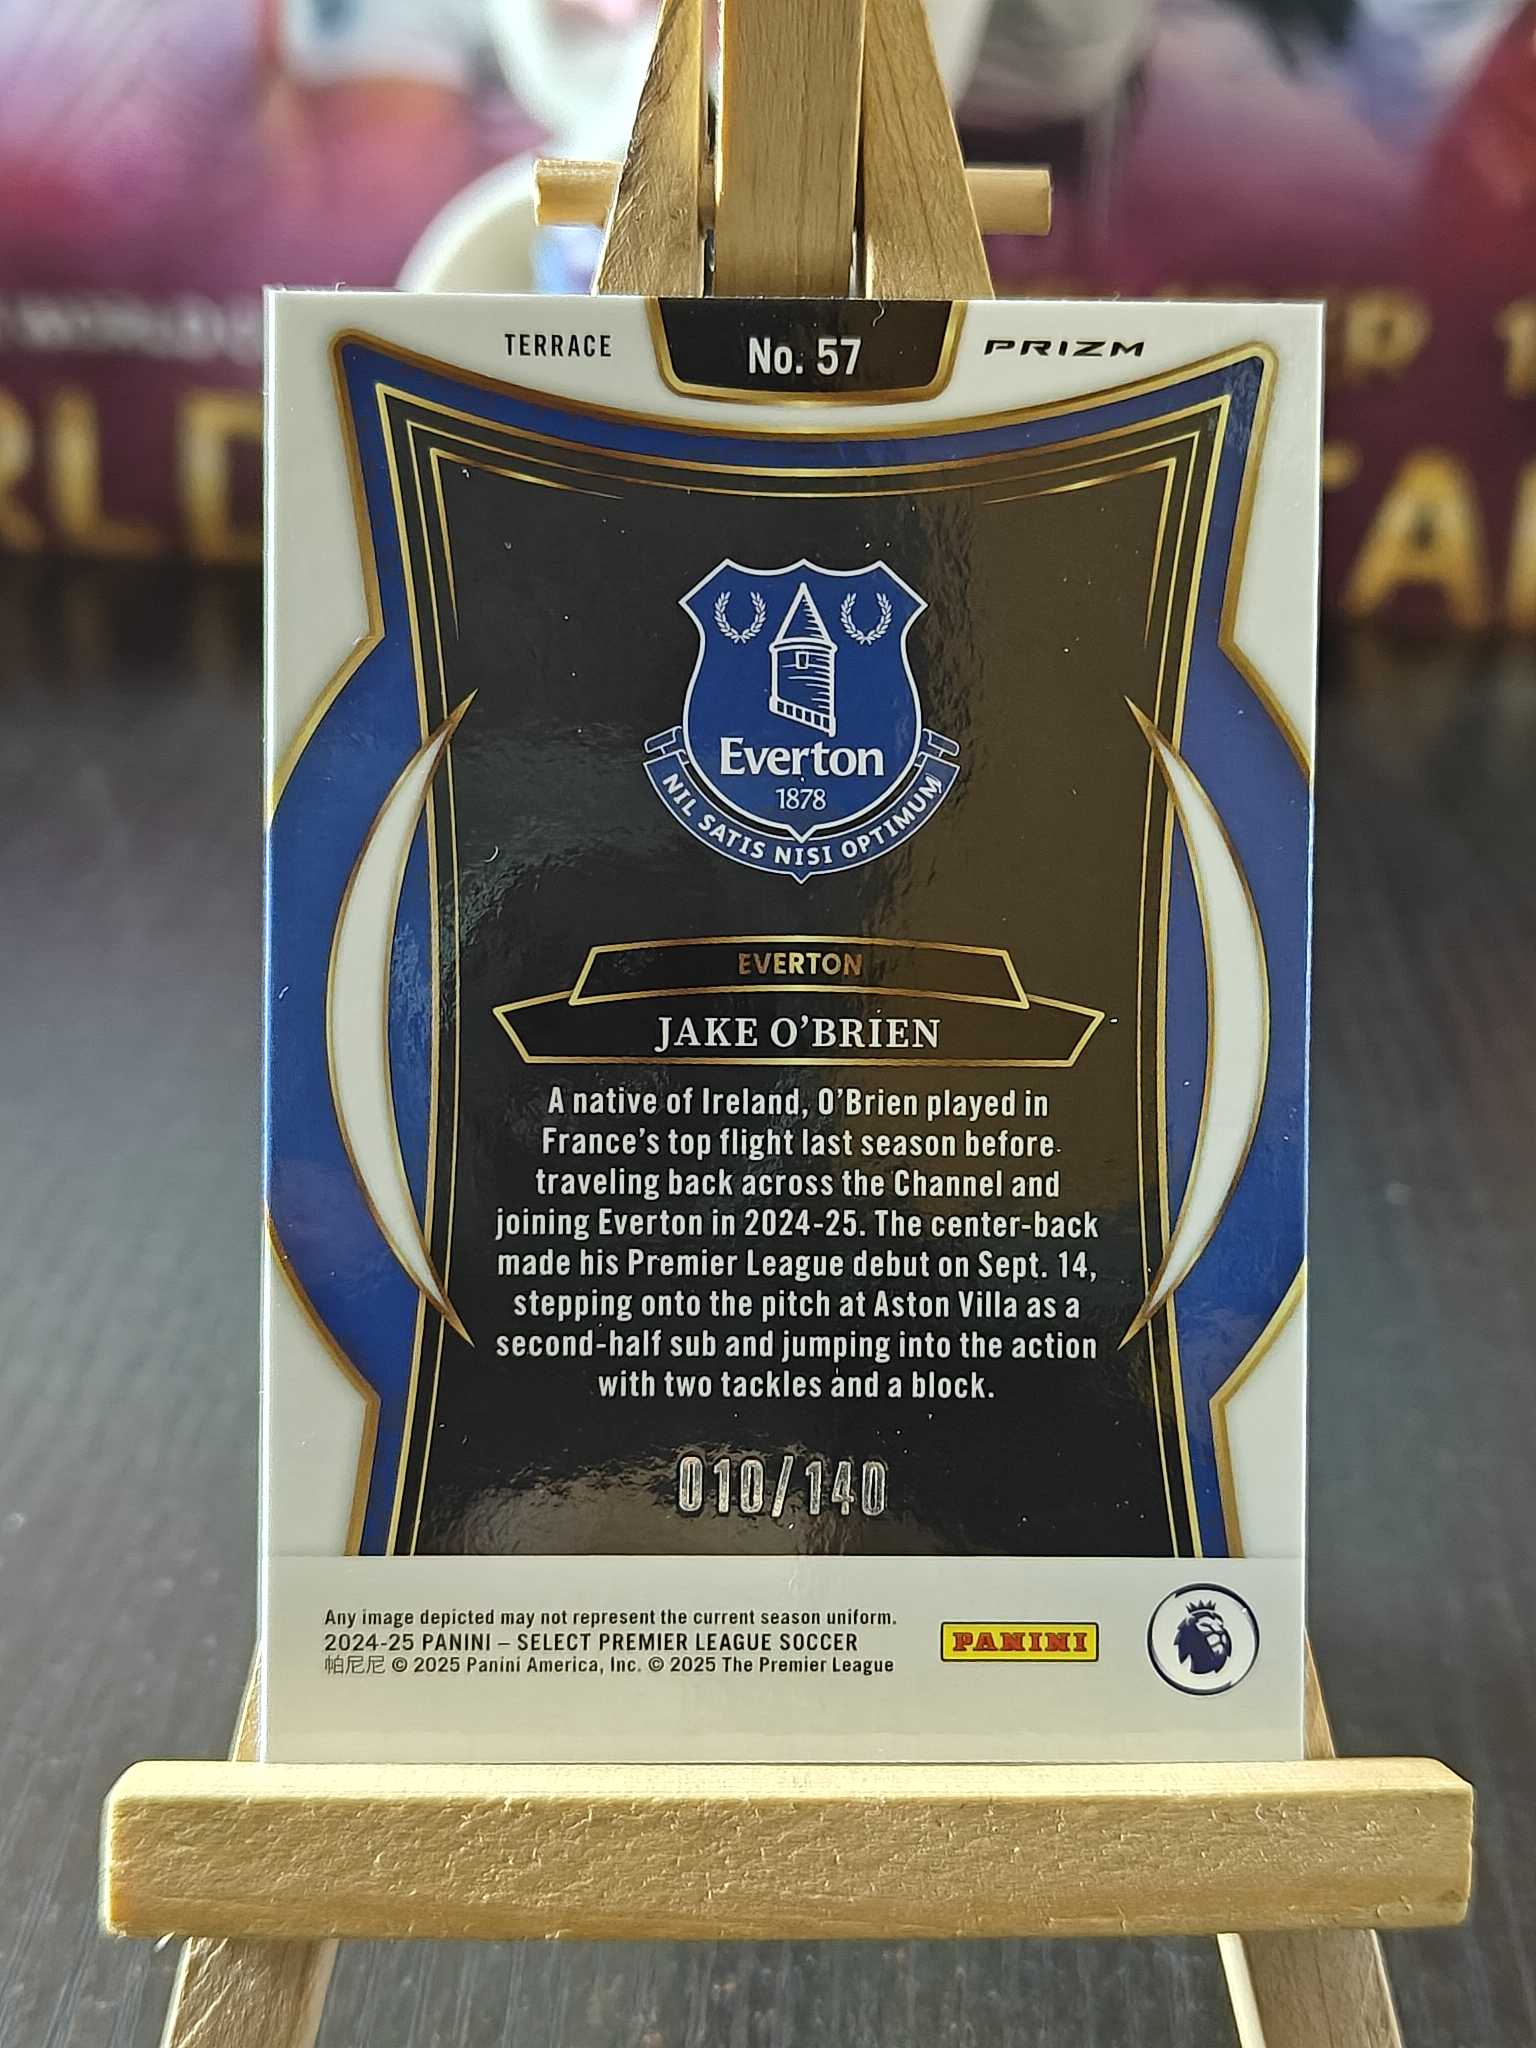 TERRACE
No. 57
PRIZM
Everton
1878
NIL SATIS NISI OPTIMUM
EVERTON
JAKE O'BRIEN
A native of Ireland, O'Brien played in
France's top flight last season before
traveling back across the Channel and
joining Everton in 2024-25. The center-back
made his Premier League debut on Sept. 14,
stepping onto the pitch at Aston Villa as a
second-half sub and jumping into the action
with two tackles and a block.
010/140
Any image depicted may not represent the current season uniform.
2024-25 PANINI – SELECT PREMIER LEAGUE SOCCER
帕尼尼 © 2025 Panini America, Inc. © 2025 The Premier League
PANINI